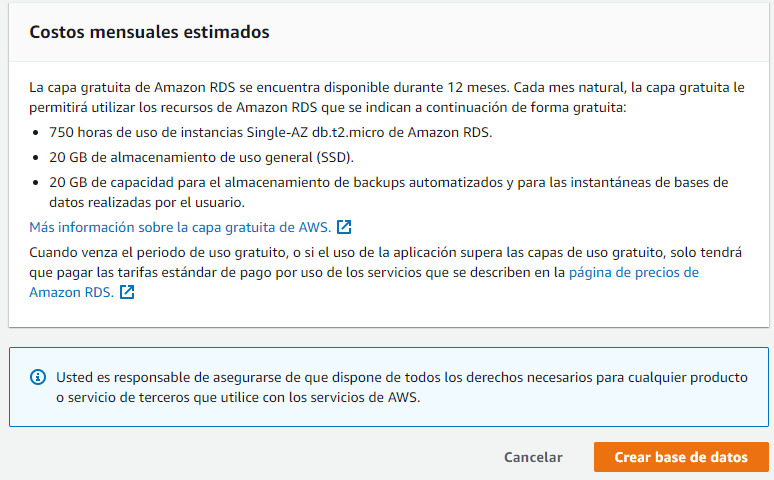 Costos mensuales estimados
La capa gratuita de Amazon RDS se encuentra disponible durante 12 meses. Cada mes natural, la capa gratuita le
permitirá utilizar los recursos de Amazon RDS que se indican a continuación de forma gratuita:
• 750 horas de uso de instancias Single-AZ db.t2.micro de Amazon RDS.
• 20 GB de almacenamiento de uso general (SSD).
• 20 GB de capacidad para el almacenamiento de backups automatizados y para las instantáneas de bases de
datos realizadas por el usuario.
Más información sobre la capa gratuita de AWS.
Cuando venza el periodo de uso gratuito, o si el uso de la aplicación supera las capas de uso gratuito, solo tendrá
que pagar las tarifas estándar de pago por uso de los servicios que se describen en la página de precios de
Amazon RDS.
Usted es responsable de asegurarse de que dispone de todos los derechos necesarios para cualquier producto
o servicio de terceros que utilice con los servicios de AWS.
Cancelar
Crear base de datos